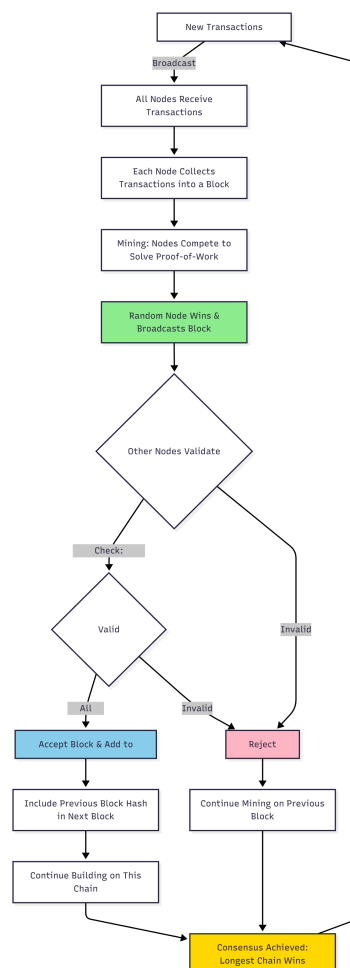 New Transactions
Broadcast
All Nodes Receive
Transactions
Each Node Collects
Transactions into a Block
Mining: Nodes Compete to
Solve Proof-of-Work
Random Node Wins &
Broadcasts Block
Other Nodes Validate
Check:
Valid
Invalid
All
Invalid
Accept Block & Add to
Reject
Include Previous Block Hash
in Next Block
Continue Mining on Previous
Block
Continue Building on This
Chain
Consensus Achieved:
Longest Chain Wins